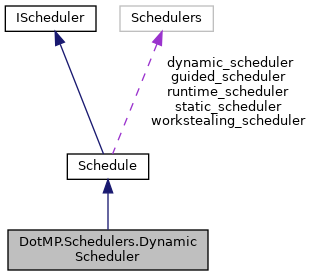 IScheduler
Schedulers
dynamic_scheduler
guided_scheduler
runtime_scheduler
static_scheduler
workstealing_scheduler
Schedule
DotMP.Schedulers.Dynamic
Scheduler